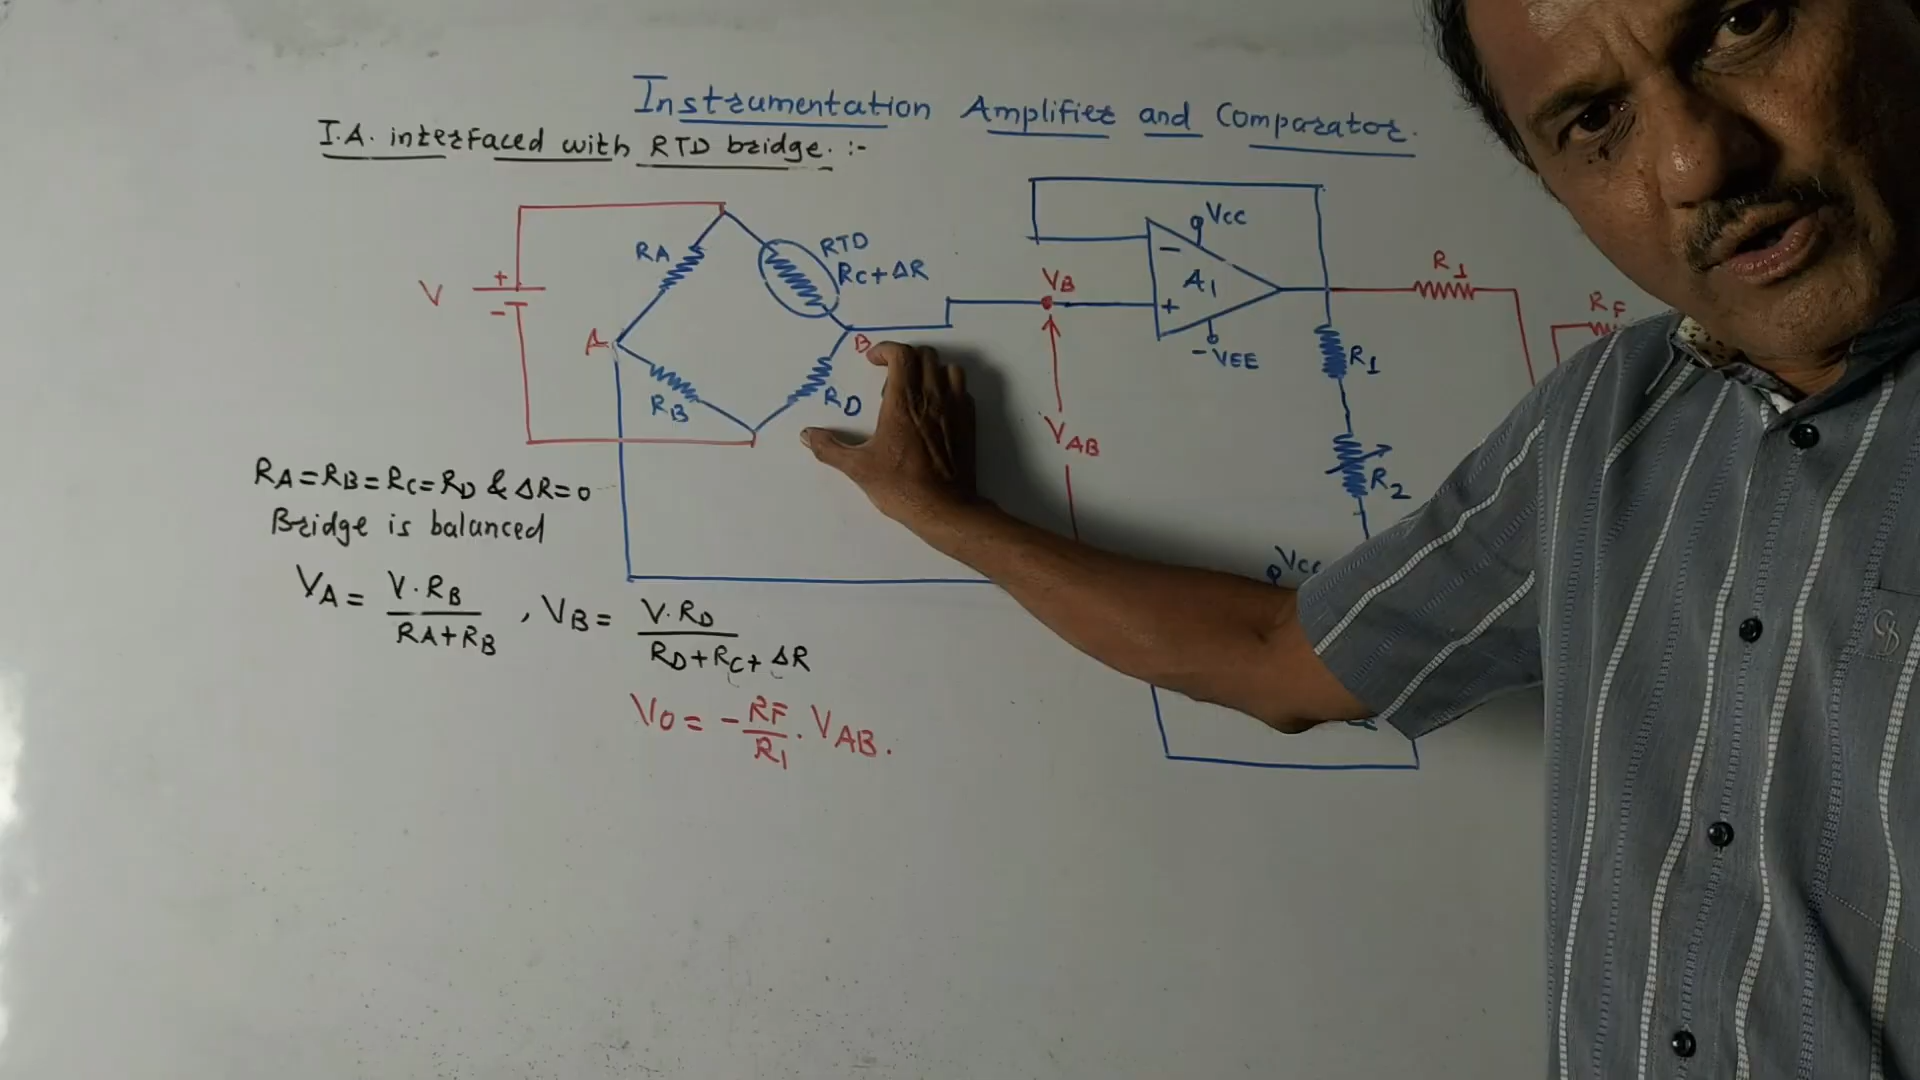 Instrumentation Amplifier and Comparator.
I.A. interfaced with RTD bridge. :-
RA
RTD
RC + ΔR
V
+
-
A
B
RB
RD
VB
VAB
VCC
-
A1
+
-VEE
R1
RF
R1
R2
VCC
RA = RB = RC = RD & ΔR = 0
Bridge is balanced
VA = V · RB / RA + RB , VB = V · RD / RD + RC + ΔR
VO = - RF / R1 · VAB .